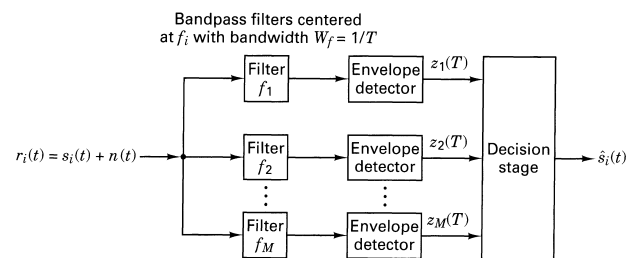 Bandpass filters centered
at f_i with bandwidth W_f = 1/T
Filter
f_1
Envelope
detector
z_1(T)
r_i(t) = s_i(t) + n(t)
Filter
f_2
Envelope
detector
z_2(T)
Decision
stage
ŝ_i(t)
Filter
f_M
Envelope
detector
z_M(T)